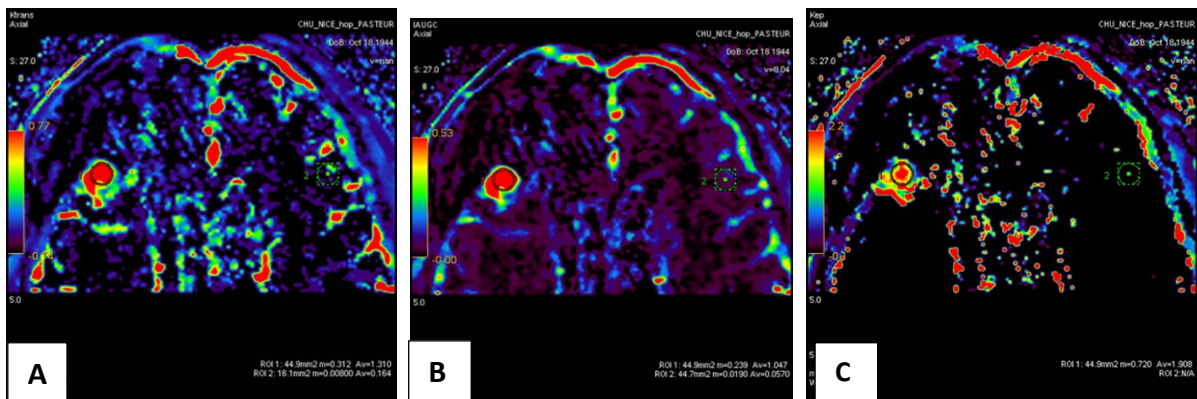 Ktrans
Axial
CHU_NICE_hop_PASTEUR
DoB: Oct 18 1944
S: 27.0
v=nan
0.77
2
5.0
ROI 1: 44.9mm2 m=0.312 Av=1.310
ROI 2: 16.1mm2 m=0.00800 Av=0.164
A
IAUGC
Axial
CHU_NICE_hop_PASTEUR
DoB: Oct 18 1944
S: 27.0
v=0.04
0.53
2
-0.00
5.0
ROI 1: 44.9mm2 m=0.239 Av=1.047
ROI 2: 44.7mm2 m=0.0190 Av=0.0570
B
Kep
Axial
CHU_NICE_hop_PASTEUR
DoB: Oct 18 1944
S: 27.0
v=nan
2.2
2
ROI 1: 44.9mm2 m=0.720 Av=1.908
ROI 2:N/A
C